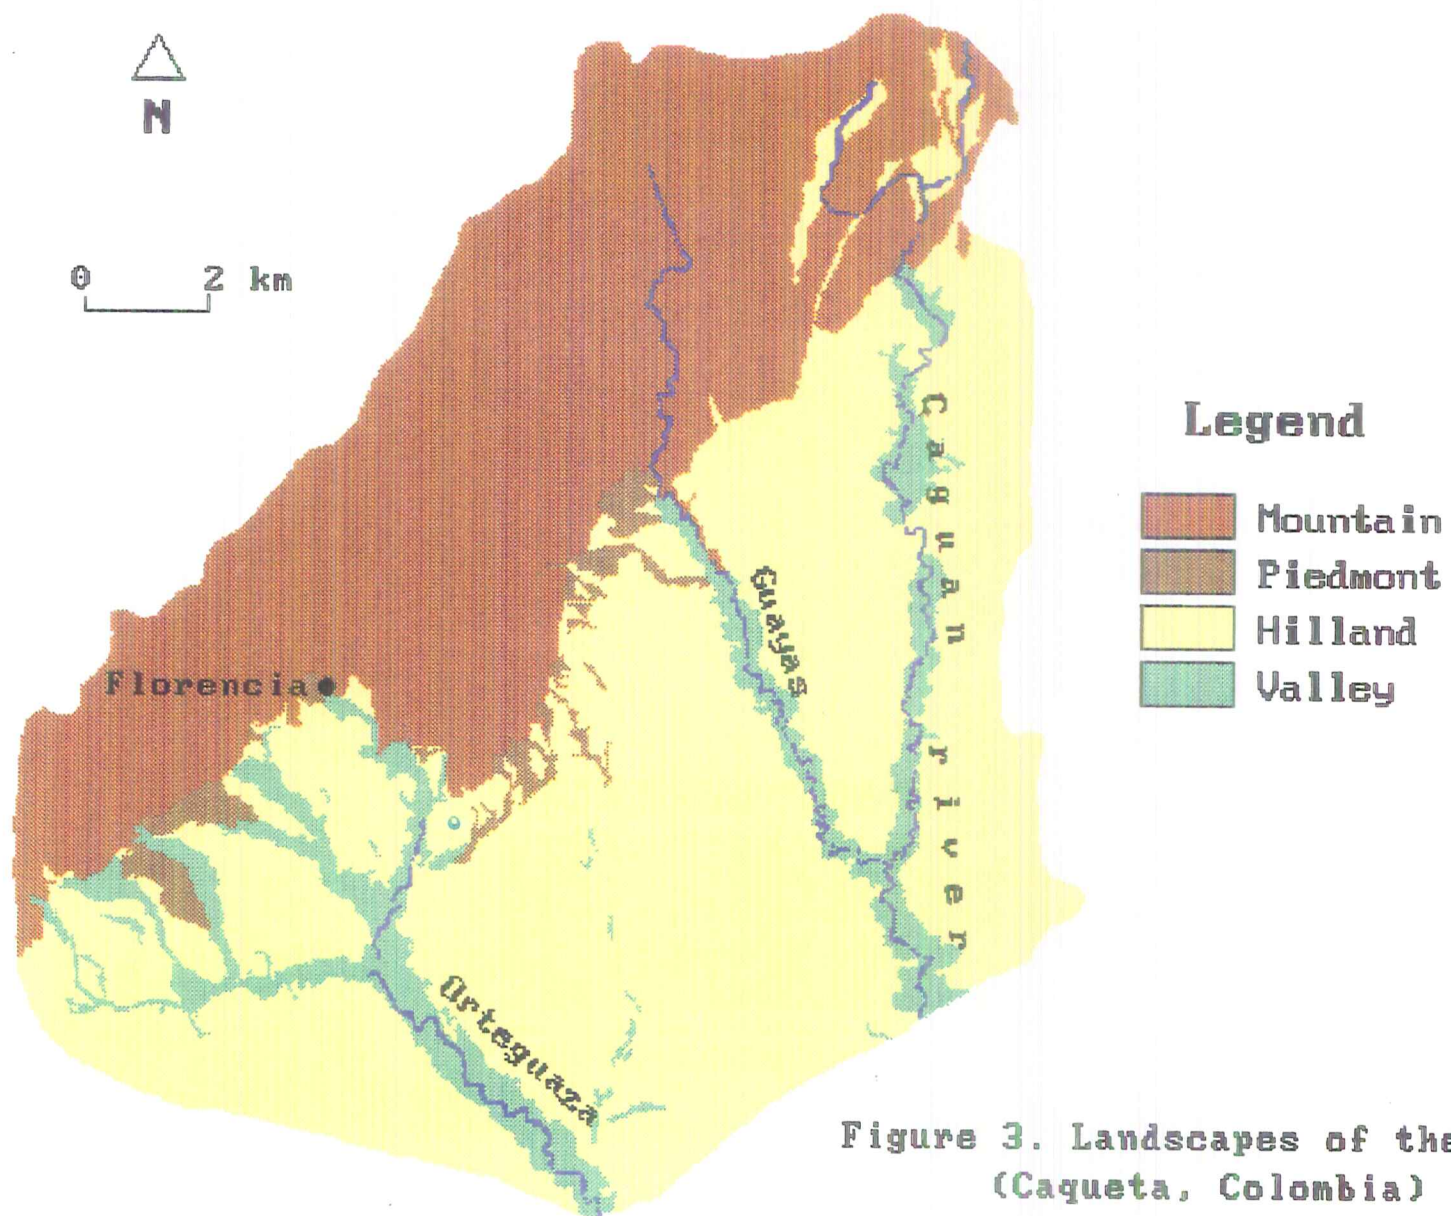 N
0 2 km
Caguan river
Legend
Mountain
Piedmont
Hilland
Valley
Guayas
Florencia
Orteguaza
Figure 3. Landscapes of the
(Caqueta, Colombia)